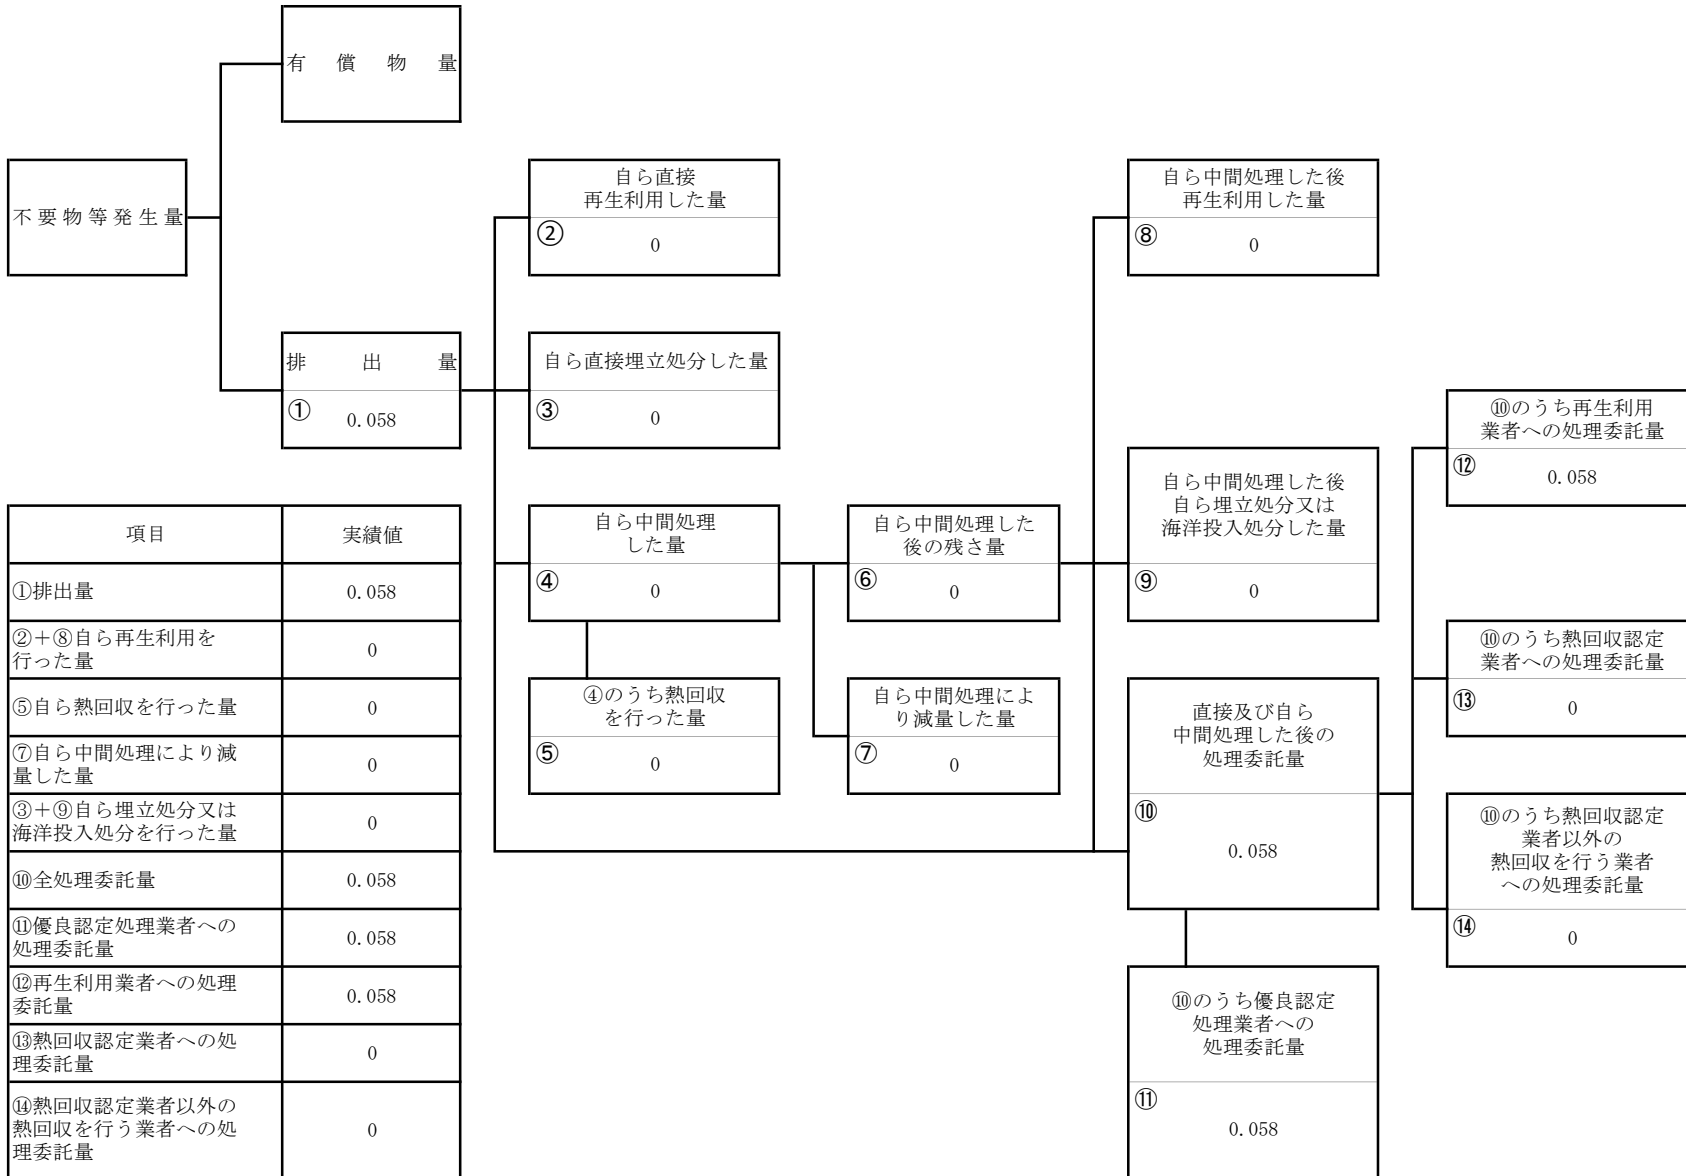 有償物量
不要物等発生量
自ら直接
再生利用した量
②
0
自ら中間処理した後
再生利用した量
⑧
0
排出量
①
0.058
自ら直接埋立処分した量
③
0
⑩のうち再生利用
業者への処理委託量
⑫
0.058
自ら中間処理した後
自ら埋立処分又は
海洋投入処分した量
⑨
0
自ら中間処理
した量
④
0
自ら中間処理した
後の残さ量
⑥
0
⑩のうち熱回収認定
業者への処理委託量
⑬
0
④のうち熱回収
を行った量
⑤
0
自ら中間処理によ
り減量した量
⑦
0
直接及び自ら
中間処理した後の
処理委託量
⑩
0.058
⑩のうち熱回収認定
業者以外の
熱回収を行う業者
への処理委託量
⑭
0
⑩のうち優良認定
処理業者への
処理委託量
⑪
0.058
項目 実績値
①排出量 0.058
②+⑧自ら再生利用を
行った量 0
⑤自ら熱回収を行った量 0
⑦自ら中間処理により減
量した量 0
③+⑨自ら埋立処分又は
海洋投入処分を行った量 0
⑩全処理委託量 0.058
⑪優良認定処理業者への
処理委託量 0.058
⑫再生利用業者への処理
委託量 0.058
⑬熱回収認定業者への処
理委託量 0
⑭熱回収認定業者以外の
熱回収を行う業者への処
理委託量 0